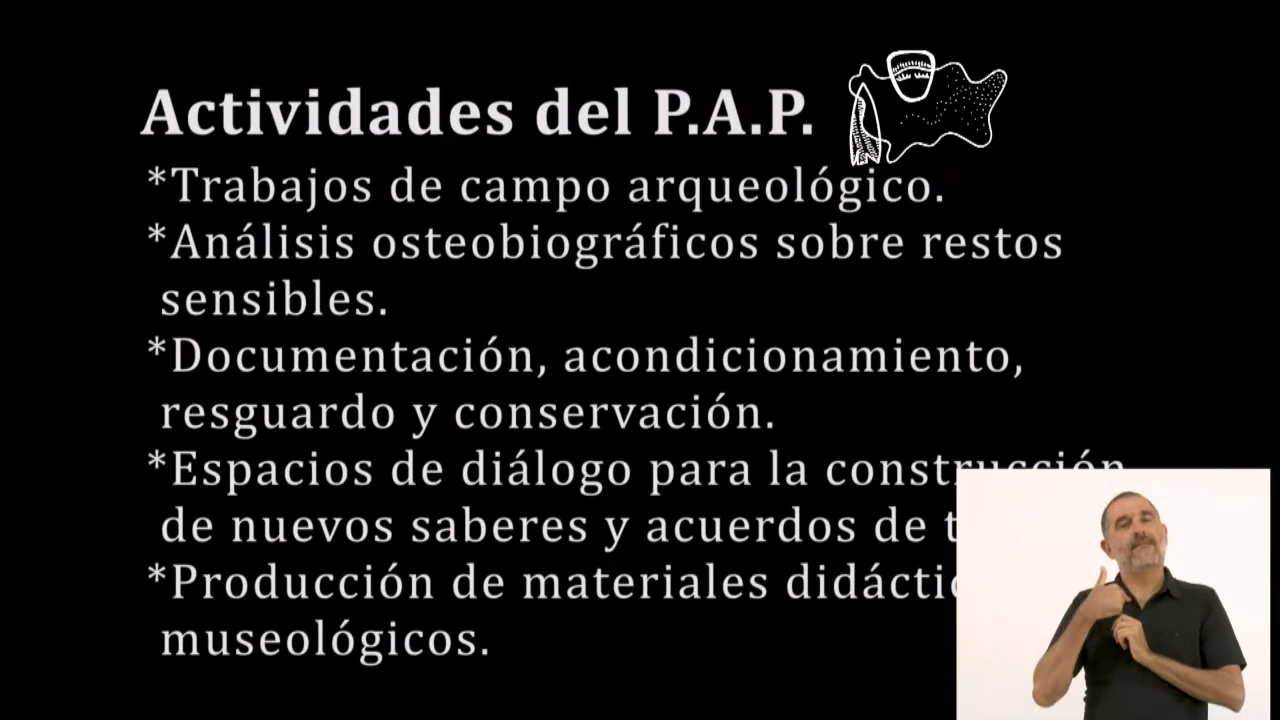 Actividades del P.A.P.
*Trabajos de campo arqueológico.
*Análisis osteobiográficos sobre restos
sensibles.
*Documentación, acondicionamiento,
resguardo y conservación.
*Espacios de diálogo para la construcción
de nuevos saberes y acuerdos de
*Producción de materiales
museológicos.